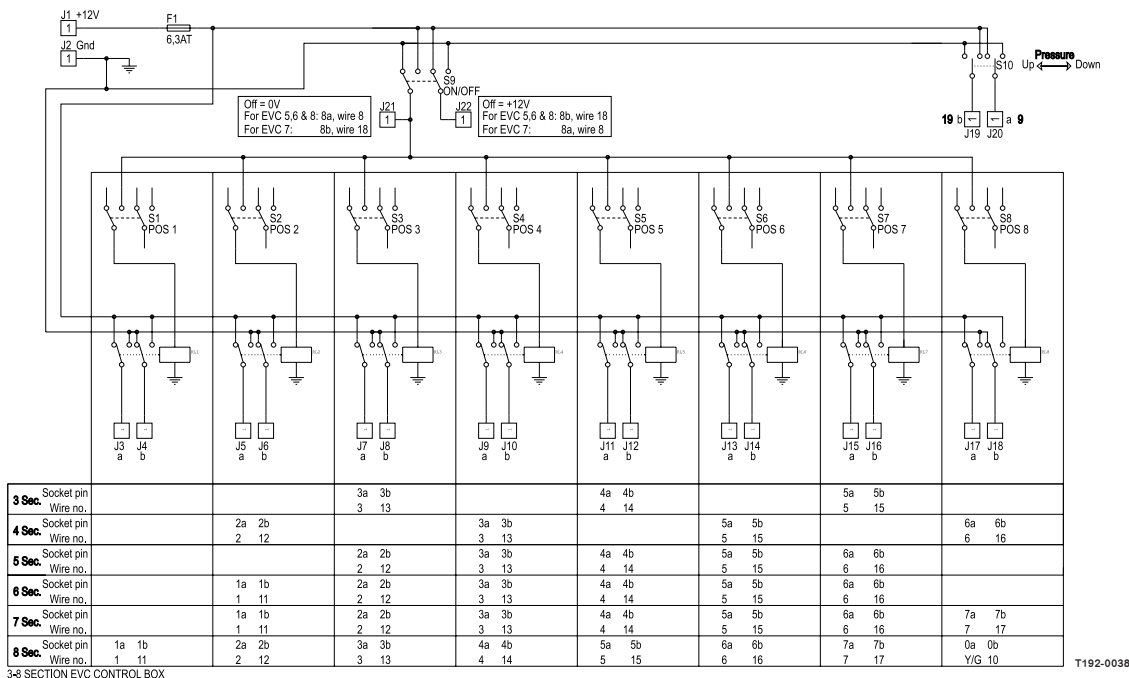 J1 +12V
1
F1
6,3AT
J2 Gnd
1
S9
ON/OFF
S10
Pressure
Up Down
Off = 0V
For EVC 5,6 & 8: 8a, wire 8
For EVC 7: 8b, wire 18
J21
1
J22
1
Off = +12V
For EVC 5,6 & 8: 8b, wire 18
For EVC 7: 8a, wire 8
19 b 1 1 a 9
J19 J20
S1 S2 S3 S4 S5 S6 S7 S8
POS 1 POS 2 POS 3 POS 4 POS 5 POS 6 POS 7 POS 8
RL1 RL2 RL3 RL4 RL5 RL6 RL7 RL8
J3 J4 J5 J6 J7 J8 J9 J10 J11 J12 J13 J14 J15 J16 J17 J18
a b a b a b a b a b a b a b a b
3 Sec. Socket pin 3a 3b 4a 4b 5a 5b
Wire no. 3 13 4 14 5 15
4 Sec. Socket pin 2a 2b 3a 3b 5a 5b 6a 6b
Wire no. 2 12 3 13 5 15 6 16
5 Sec. Socket pin 2a 2b 3a 3b 4a 4b 5a 5b 6a 6b
Wire no. 2 12 3 13 4 14 5 15 6 16
6 Sec. Socket pin 1a 1b 2a 2b 3a 3b 4a 4b 5a 5b 6a 6b
Wire no. 1 11 2 12 3 13 4 14 5 15 6 16
7 Sec. Socket pin 1a 1b 2a 2b 3a 3b 4a 4b 5a 5b 6a 6b 7a 7b
Wire no. 1 11 2 12 3 13 4 14 5 15 6 16 7 17
8 Sec. Socket pin 1a 1b 2a 2b 3a 3b 4a 4b 5a 5b 6a 6b 7a 7b 0a 0b
Wire no. 1 11 2 12 3 13 4 14 5 15 6 16 7 17 Y/G 10
3-8 SECTION EVC CONTROL BOX
T192-0038